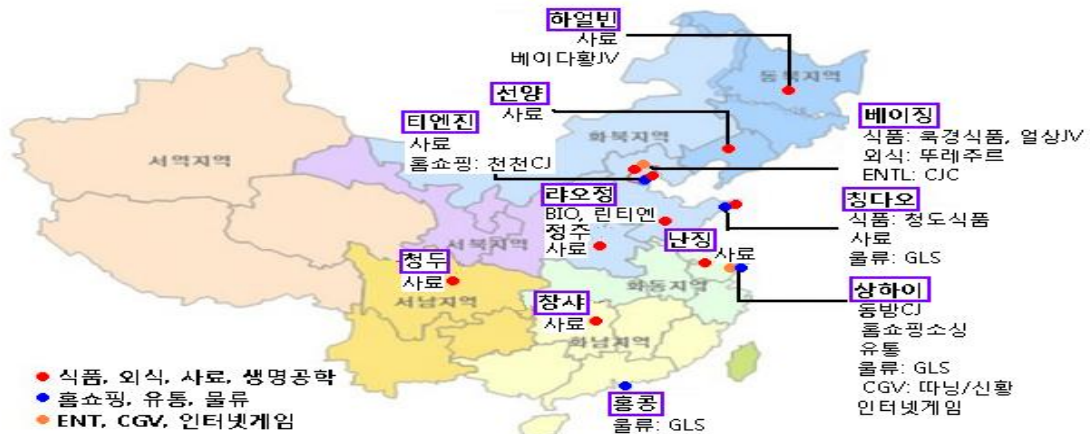 하얼빈
사료
베이다황JV
동북지역
선양
사료
티엔진
사료
홈쇼핑: 천천CJ
화북지역
베이징
식품: 룩경식품, 얼상JV
외식: 뚜레주르
ENTL: CJC
서역지역
랴오정
BIO, 린티엔
정주
사료
칭다오
식품: 청도식품
사료
물류: GLS
서북지역
난징
사료
청두
사료
서남지역
화동지역
창샤
사료
화남지역
상하이
동방CJ
홈쇼핑소싱
유통
물류: GLS
CGV: 따닝/신황
인터넷게임
홍콩
물류: GLS
식품, 외식, 사료, 생명공학
홈쇼핑, 유통, 물류
ENT, CGV, 인터넷게임